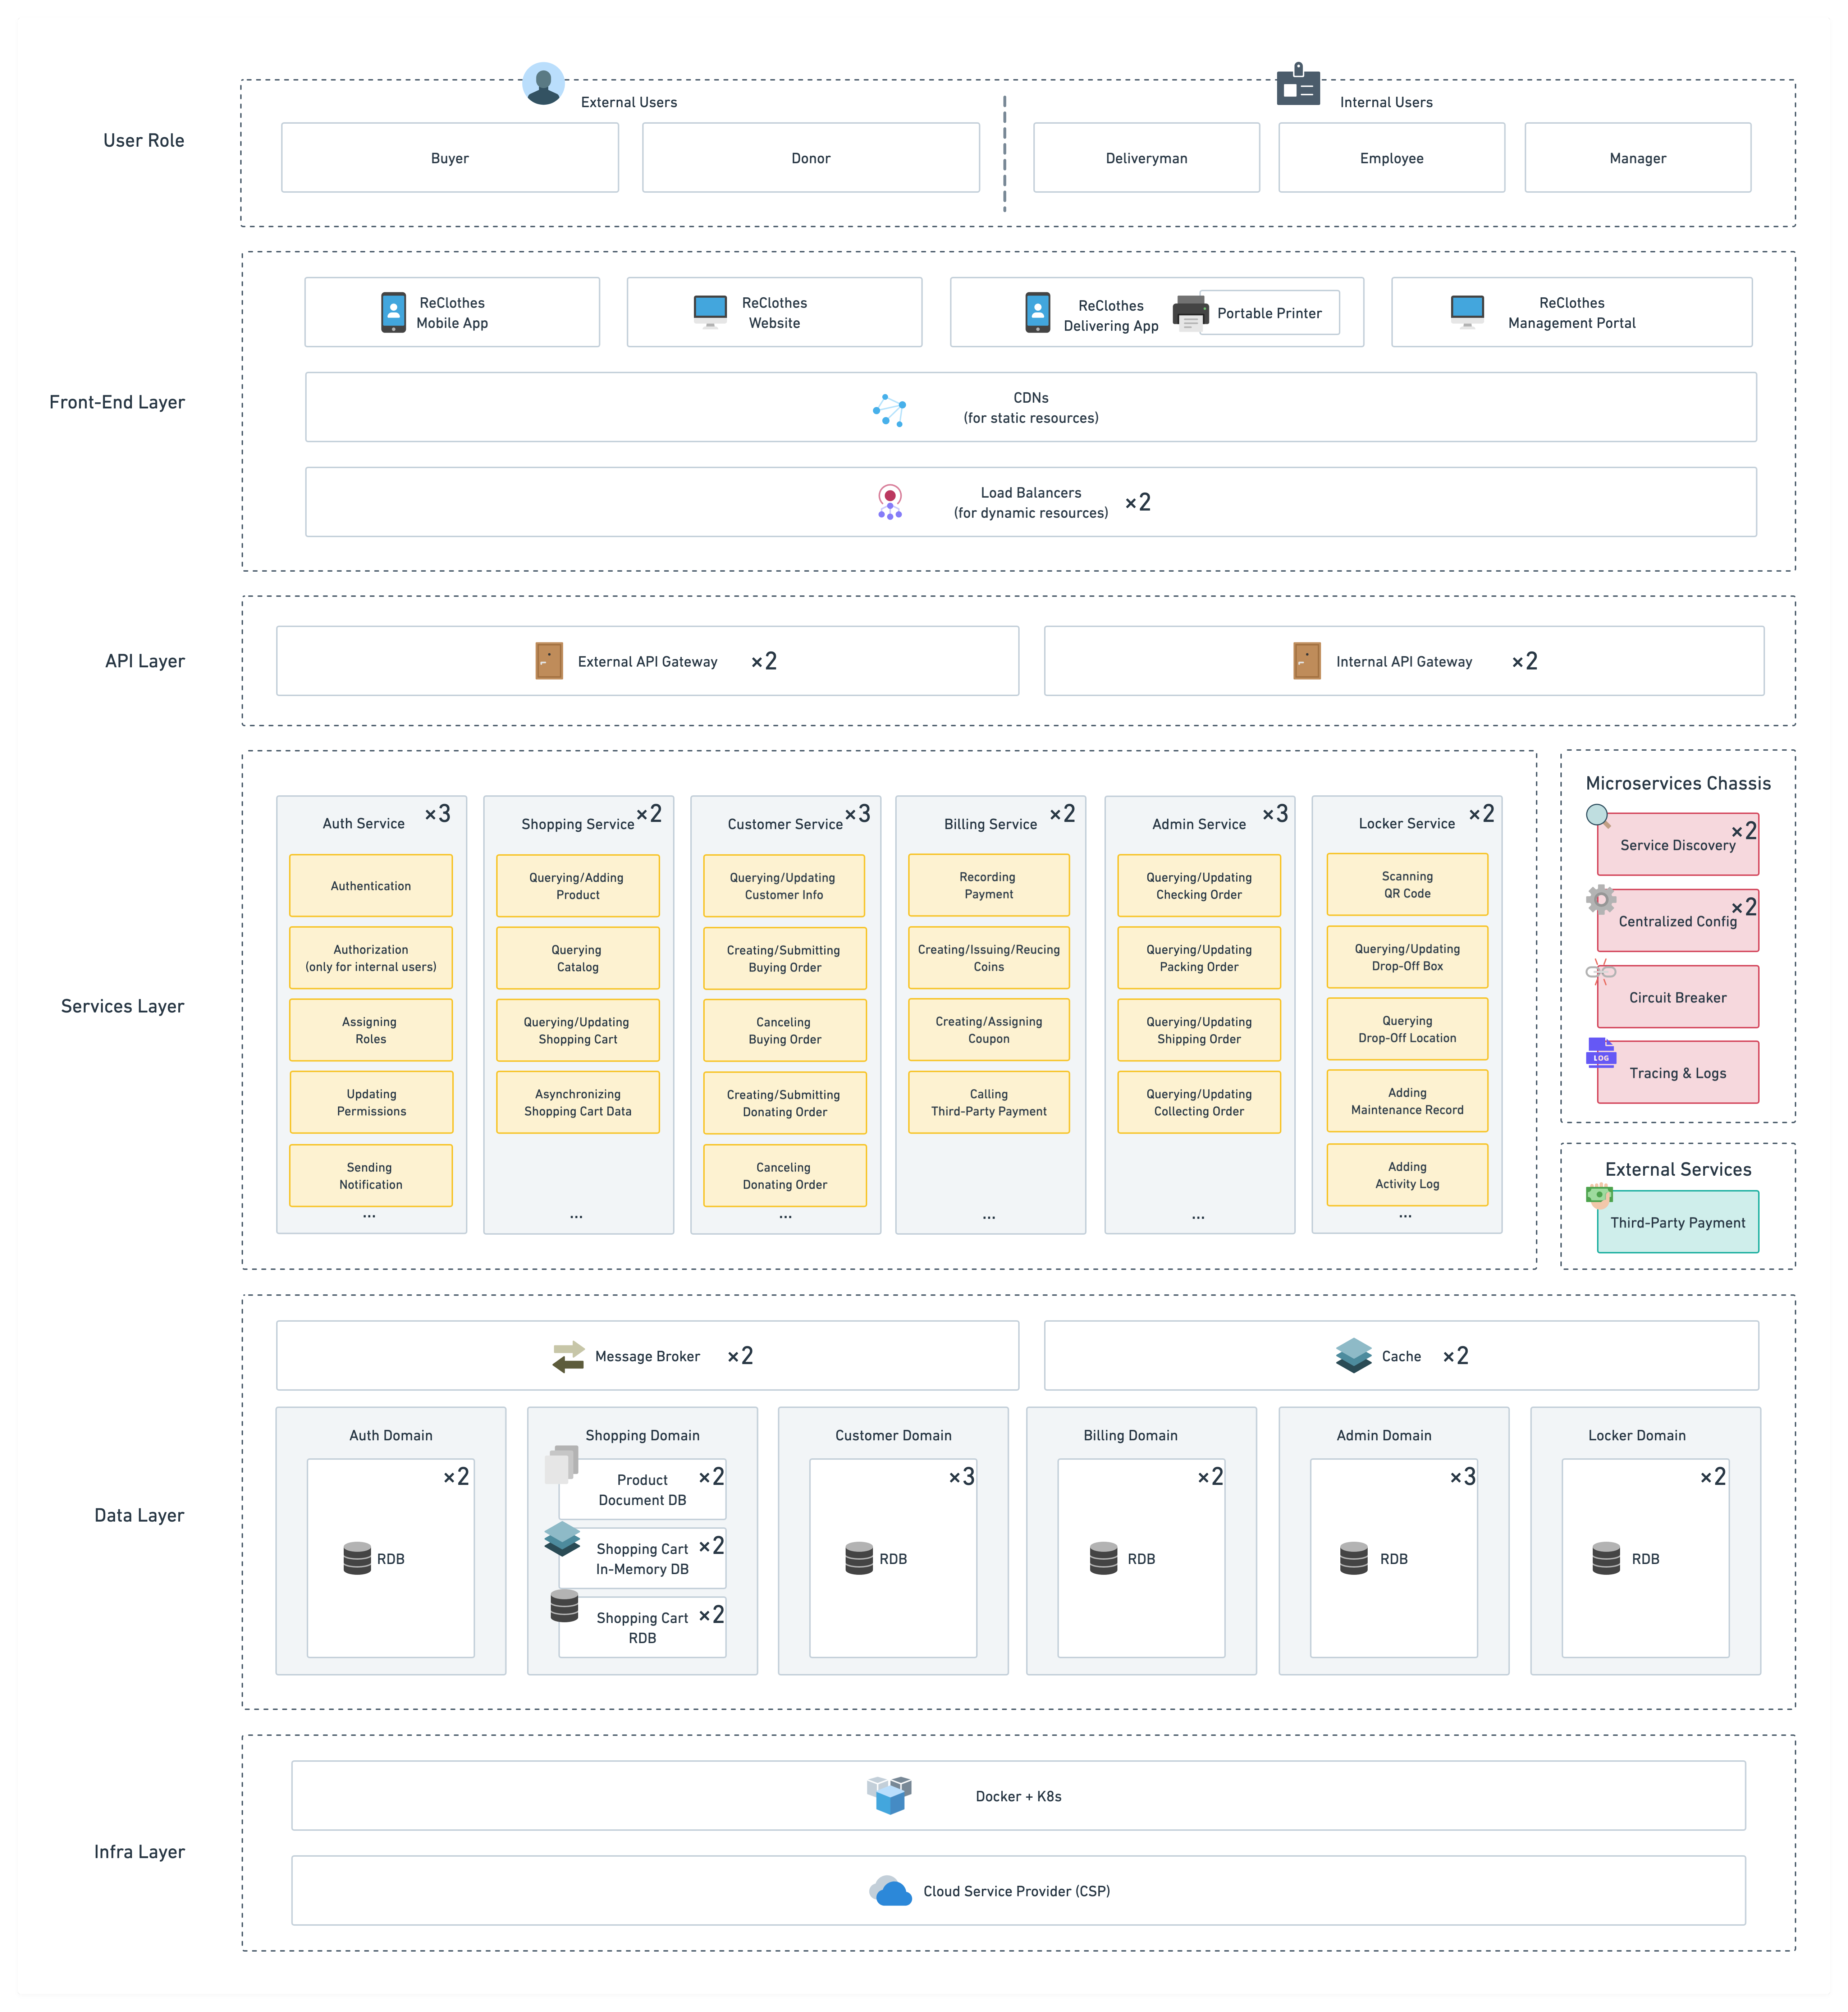 User Role
External Users
Internal Users
Buyer
Donor
Deliveryman
Employee
Manager
Front-End Layer
ReClothes
Mobile App
ReClothes
Website
ReClothes
Delivering App
Portable Printer
ReClothes
Management Portal
CDNs
(for static resources)
Load Balancers
(for dynamic resources)
×2
API Layer
External API Gateway ×2
Internal API Gateway ×2
Services Layer
Auth Service ×3
Authentication
Authorization
(only for internal users)
Assigning
Roles
Updating
Permissions
Sending
Notification
...
Shopping Service ×2
Querying/Adding
Product
Querying
Catalog
Querying/Updating
Shopping Cart
Asynchronizing
Shopping Cart Data
...
Customer Service ×3
Querying/Updating
Customer Info
Creating/Submitting
Buying Order
Canceling
Buying Order
Creating/Submitting
Donating Order
Canceling
Donating Order
...
Billing Service ×2
Recording
Payment
Creating/Issuing/Reucing
Coins
Creating/Assigning
Coupon
Calling
Third-Party Payment
...
Admin Service ×3
Querying/Updating
Checking Order
Querying/Updating
Packing Order
Querying/Updating
Shipping Order
Querying/Updating
Collecting Order
...
Locker Service ×2
Scanning
QR Code
Querying/Updating
Drop-Off Box
Querying
Drop-Off Location
Adding
Maintenance Record
Adding
Activity Log
...
Microservices Chassis
Service Discovery ×2
Centralized Config ×2
Circuit Breaker
LOG
Tracing & Logs
External Services
Third-Party Payment
Data Layer
Message Broker ×2
Cache ×2
Auth Domain
×2
RDB
Shopping Domain
Product
Document DB
×2
Shopping Cart
In-Memory DB
×2
Shopping Cart
RDB
×2
Customer Domain
×3
RDB
Billing Domain
×2
RDB
Admin Domain
×3
RDB
Locker Domain
×2
RDB
Infra Layer
Docker + K8s
Cloud Service Provider (CSP)